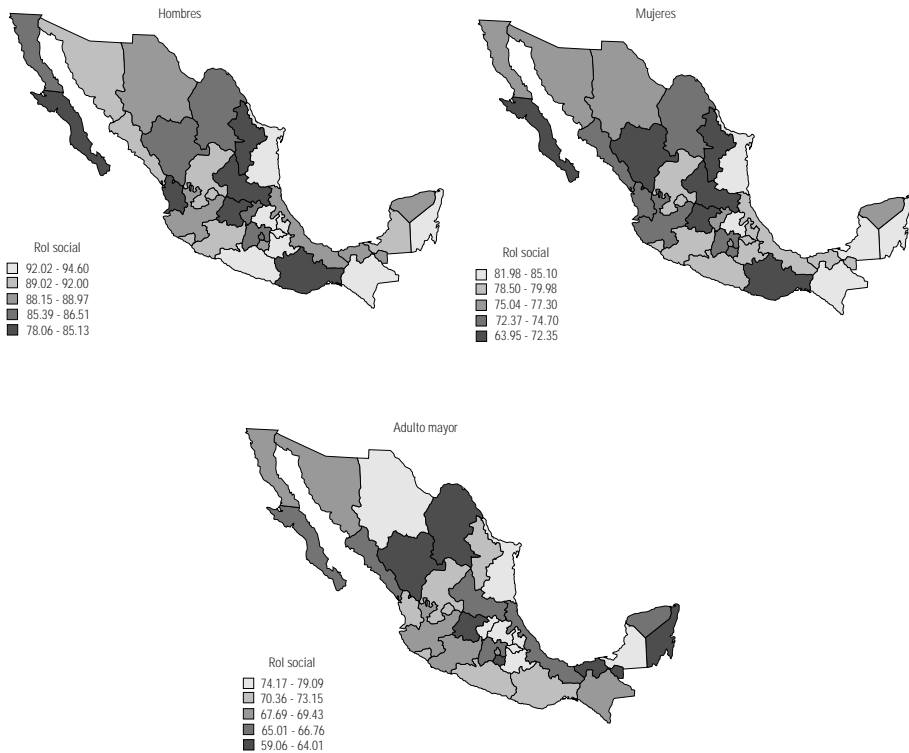 Hombres
Rol social
92.02 - 94.60
89.02 - 92.00
88.15 - 88.97
85.39 - 86.51
78.06 - 85.13
Mujeres
Rol social
81.98 - 85.10
78.50 - 79.98
75.04 - 77.30
72.37 - 74.70
63.95 - 72.35
Adulto mayor
Rol social
74.17 - 79.09
70.36 - 73.15
67.69 - 69.43
65.01 - 66.76
59.06 - 64.01